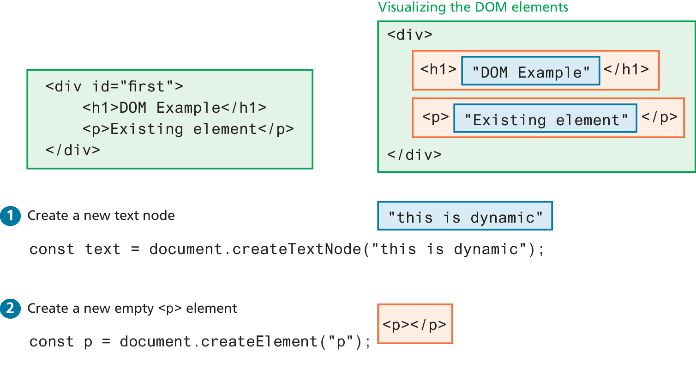 Visualizing the DOM elements
<div id="first">
<h1>DOM Example</h1>
<p>Existing element</p>
</div>
<div>
<h1> "DOM Example" </h1>
<p> "Existing element" </p>
</div>
1 Create a new text node
"this is dynamic"
const text = document.createTextNode("this is dynamic");
2 Create a new empty <p> element
<p></p>
const p = document.createElement("p");